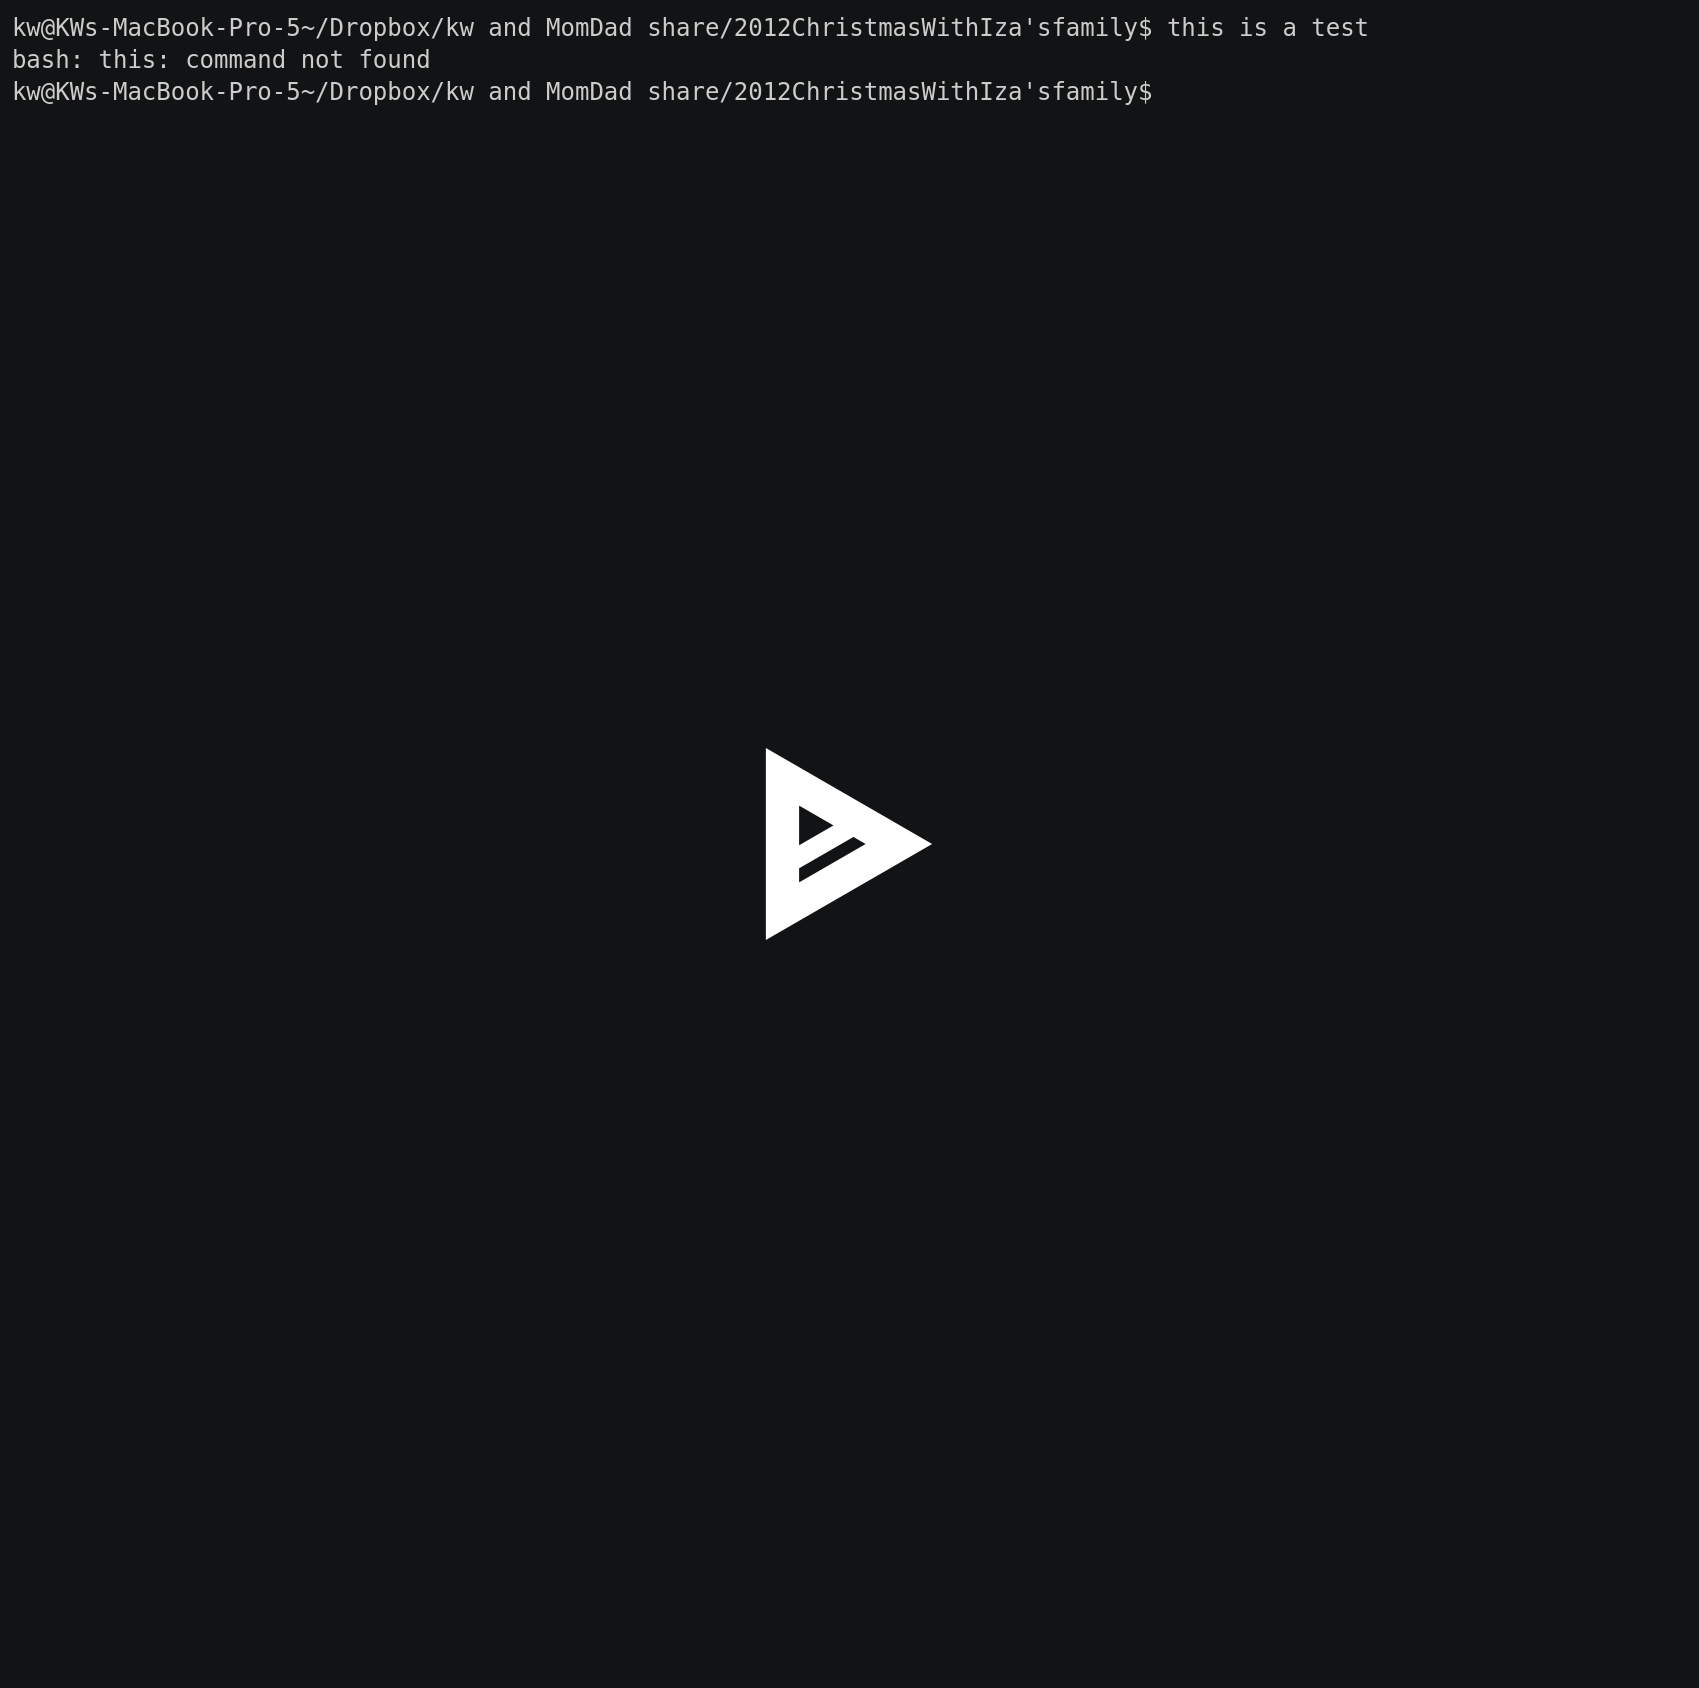 kw@KWs-MacBook-Pro-5~/Dropbox/kw and MomDad share/2012ChristmasWithIza'sfamily$ this is a test
bash: this: command not found
kw@KWs-MacBook-Pro-5~/Dropbox/kw and MomDad share/2012ChristmasWithIza'sfamily$